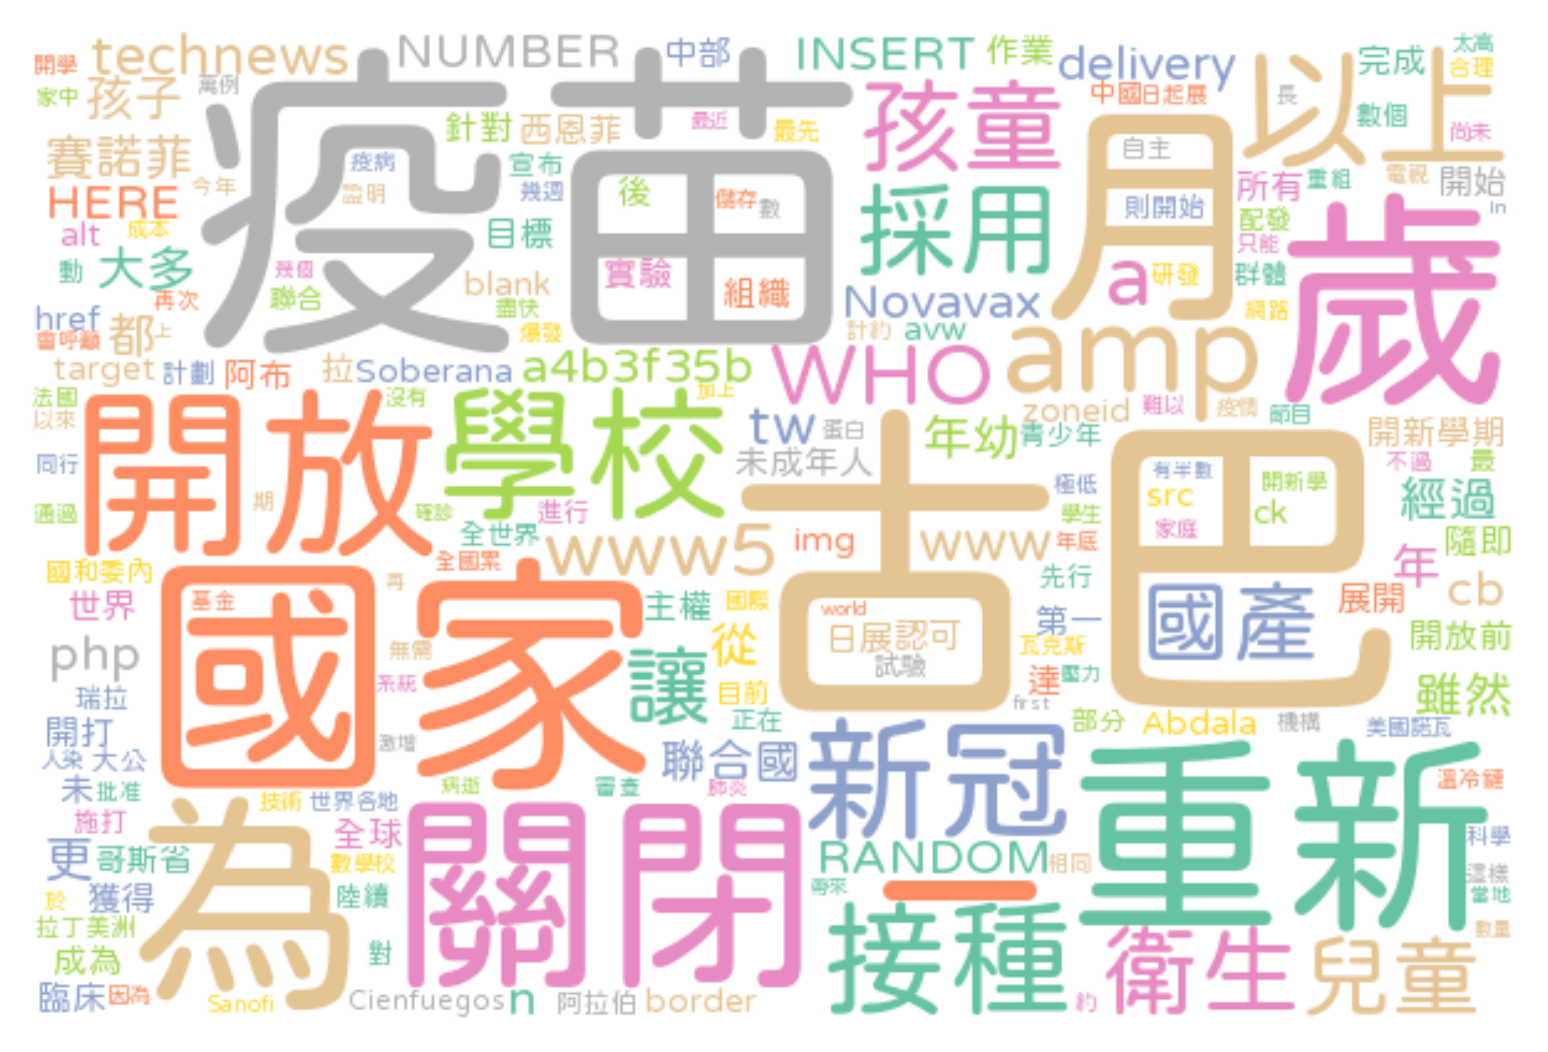 開學 technews NUMBER 中部 INSERT 作業 delivery 完成 太高
家中 孩子 萬例 合理
疫苗 孩童 中國日起展 長 以上
數個 尚未
賽諾菲 疫病 針對 西恩菲 最近 最先 月 自主
HERE 今年 證明 宣布 幾週 後 儲存 數 採用 則開始 所有 重組 電視 開始
alt 成本 目標 配發 In
動 大多 幾個 blank 實驗 組織 a 研發 只能 群體 歲
再次 聯合 盡快 Novavax 網路
href 都 上 爆發 計約 avw
會呼籲 amp
target 計劃 阿布 拉 Soberana a4b3f35b WHO
法國 開放 沒有 學校 加上 zoneid 難以 疫情 節目
以來 tw 蛋白 年幼 青少年 開新學期
同行 未成年人 古巴 極低 有半數 開新學 不過 最
期 src 經過
通過 確診 進行 學生 家庭 ck
全世界 www5 img www 年底 年 隨即
國和委內 全國累 先行
世界 基金 國家 再 主權 國際 world 第一 國產 展開 cb
php 無需 讓 從 日展認可 瓦克斯 開放前
瑞拉 系統 目前 試驗 達 壓力 雖然
開打 激增 正在 first 部分 Abdala 機構 美國諾瓦
人染 大公 聯合國 新冠 重新
未 批准 病逝 審查 肺炎 溫冷鏈
施打 為 技術 世界各地
更 哥斯省 全球 關閉 RANDOM 相同 科學
數學校 帶來 一 這樣
於 獲得 陸續 當地
拉丁美洲 接種 衛生 兒童 數量
成為 對
臨床 因為 Sanofi Cienfuegos n 阿拉伯 border 約